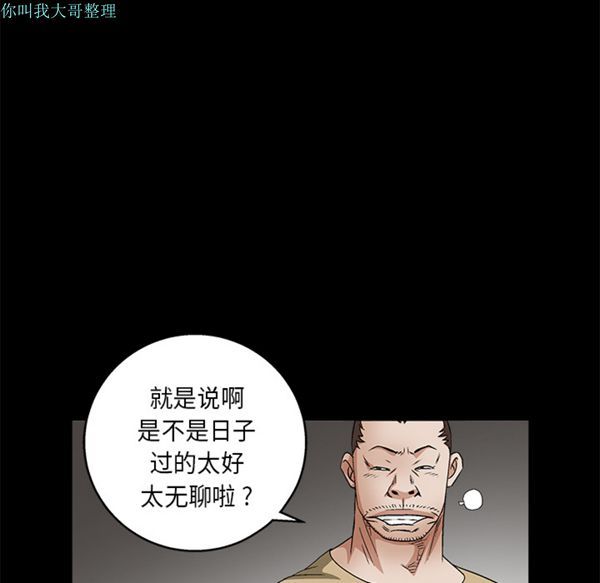 你叫我大哥整理
就是说啊
是不是日子
过的太好
太无聊啦?